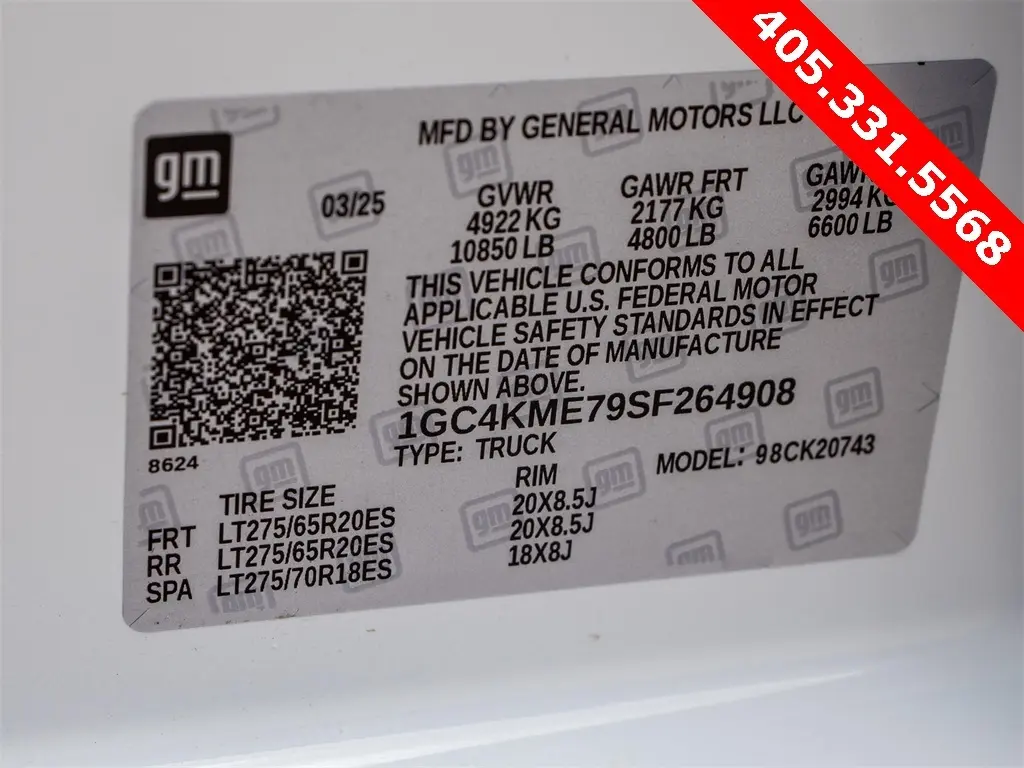 405.331.5568
gm
MFD BY GENERAL MOTORS LLC
03/25
GVWR
4922 KG
10850 LB
GAWR FRT
2177 KG
4800 LB
GAWR
2994 KG
6600 LB
THIS VEHICLE CONFORMS TO ALL
APPLICABLE U.S. FEDERAL MOTOR
VEHICLE SAFETY STANDARDS IN EFFECT
ON THE DATE OF MANUFACTURE
SHOWN ABOVE.
1GC4KME79SF264908
TYPE: TRUCK
MODEL: 98CK20743
8624
TIRE SIZE RIM
FRT LT275/65R20ES 20X8.5J
RR LT275/65R20ES 20X8.5J
SPA LT275/70R18ES 18X8J